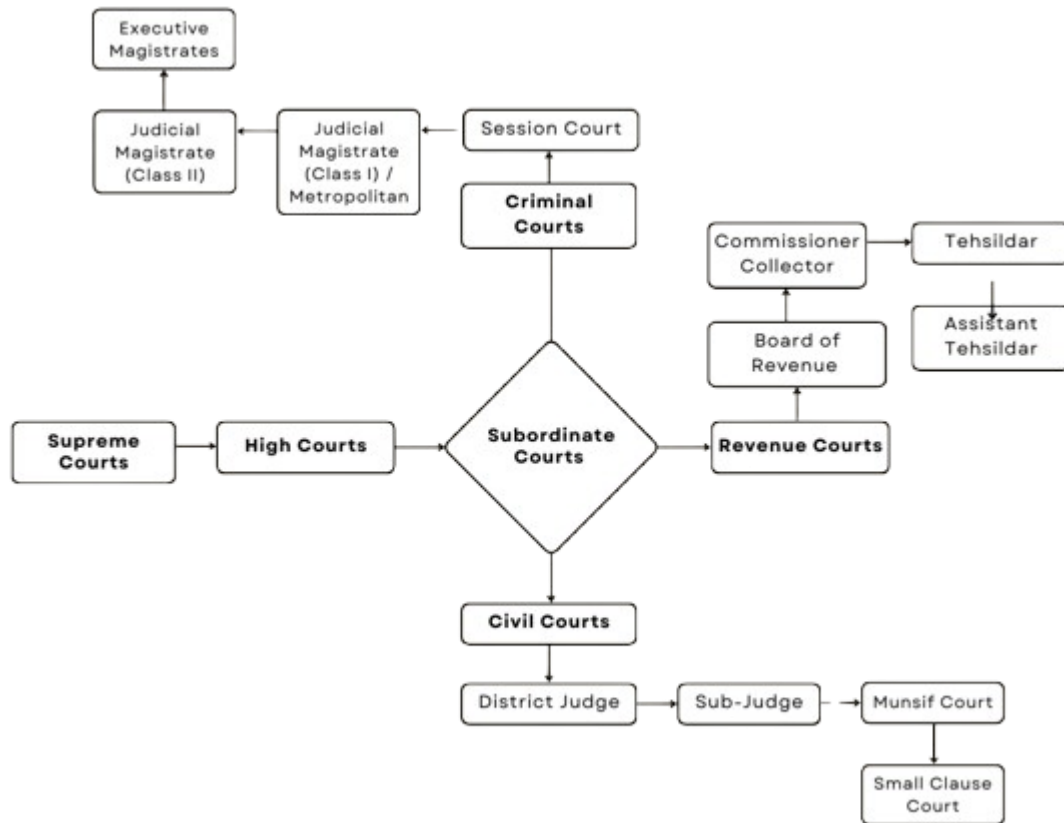 Executive
Magistrates
Judicial
Magistrate
(Class II)
Judicial
Magistrate
(Class I) /
Metropolitan
Session Court
Criminal
Courts
Commissioner
Collector
Tehsildar
Board of
Revenue
Assistant
Tehsildar
Supreme
Courts
High Courts
Subordinate
Courts
Revenue Courts
Civil Courts
District Judge
Sub-Judge
Munsif Court
Small Clause
Court